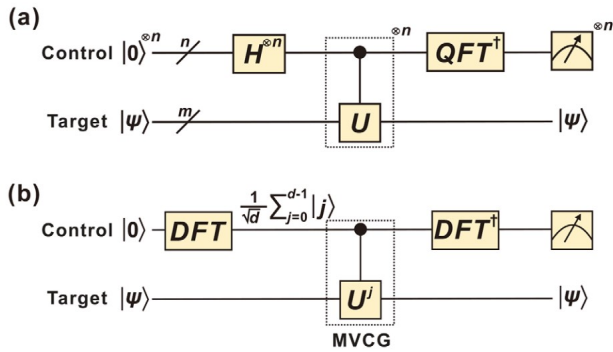 (a)
Control |0⟩⊗n n H⊗n ⊗n QFT† ⊗n
Target |ψ⟩ m U |ψ⟩
(b)
1/√d ∑_{j=0}^{d-1} |j⟩
Control |0⟩ DFT DFT†
Target |ψ⟩ U^j |ψ⟩
MVCG